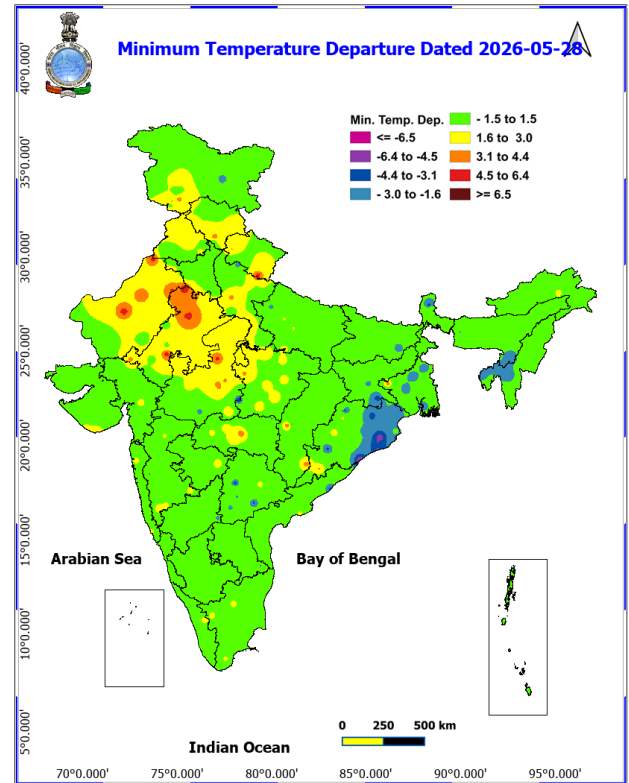 Minimum Temperature Departure Dated 2026-05-28
Min. Temp. Dep.
<= -6.5
-6.4 to -4.5
-4.4 to -3.1
- 3.0 to -1.6
- 1.5 to 1.5
1.6 to 3.0
3.1 to 4.4
4.5 to 6.4
>= 6.5
40°0.000'
35°0.000'
30°0.000'
25°0.000'
20°0.000'
15°0.000'
10°0.000'
5°0.000'
Arabian Sea
Bay of Bengal
Indian Ocean
0 250 500 km
70°0.000' 75°0.000' 80°0.000' 85°0.000' 90°0.000' 95°0.000'